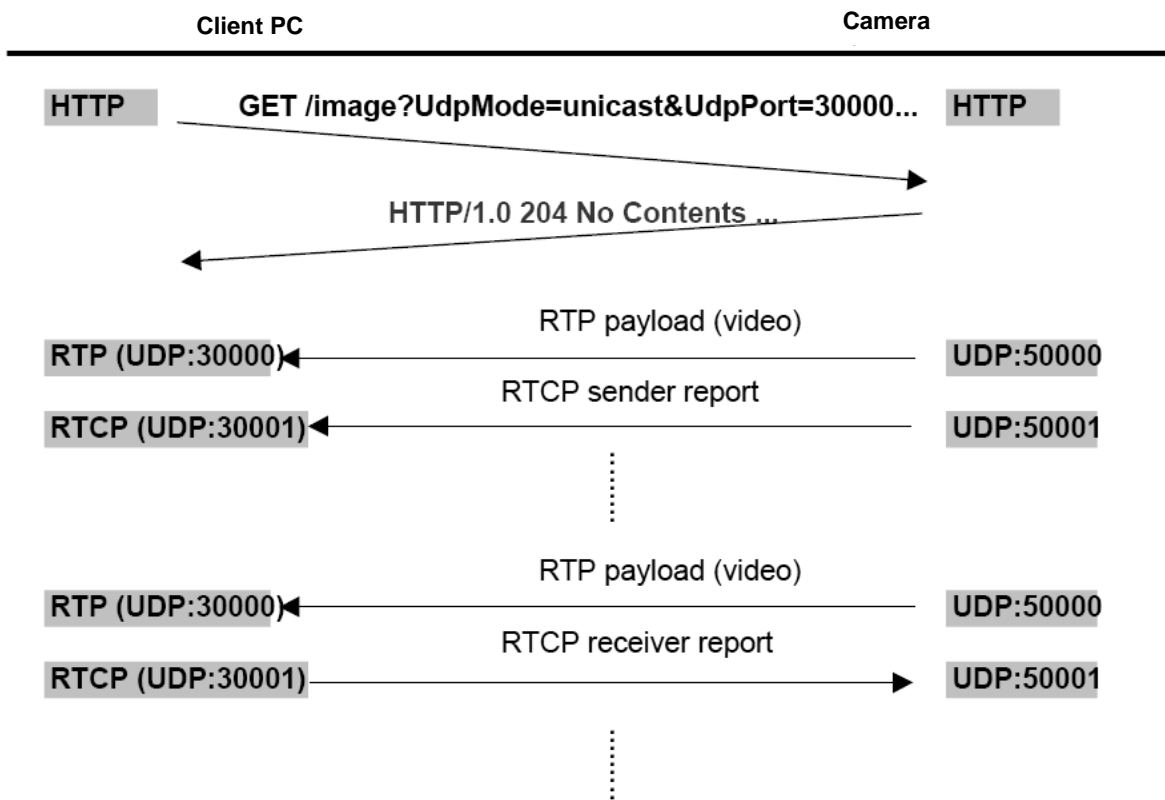 Client PC
Camera
HTTP
GET /image?UdpMode=unicast&UdpPort=30000...
HTTP
HTTP/1.0 204 No Contents ...
RTP payload (video)
RTP (UDP:30000)
UDP:50000
RTCP sender report
RTCP (UDP:30001)
UDP:50001
RTP payload (video)
RTP (UDP:30000)
UDP:50000
RTCP receiver report
RTCP (UDP:30001)
UDP:50001